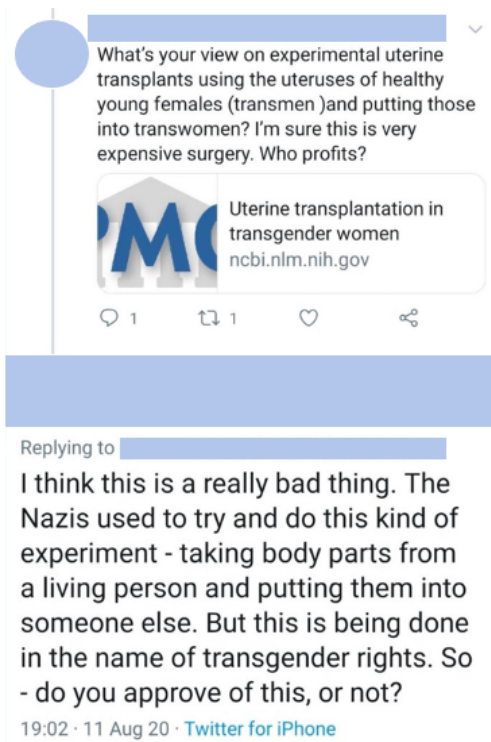 What's your view on experimental uterine
transplants using the uteruses of healthy
young females (transmen )and putting those
into transwomen? I'm sure this is very
expensive surgery. Who profits?
PMC
Uterine transplantation in
transgender women
ncbi.nlm.nih.gov
1
1
Replying to
I think this is a really bad thing. The
Nazis used to try and do this kind of
experiment - taking body parts from
a living person and putting them into
someone else. But this is being done
in the name of transgender rights. So
- do you approve of this, or not?
19:02 · 11 Aug 20 · Twitter for iPhone